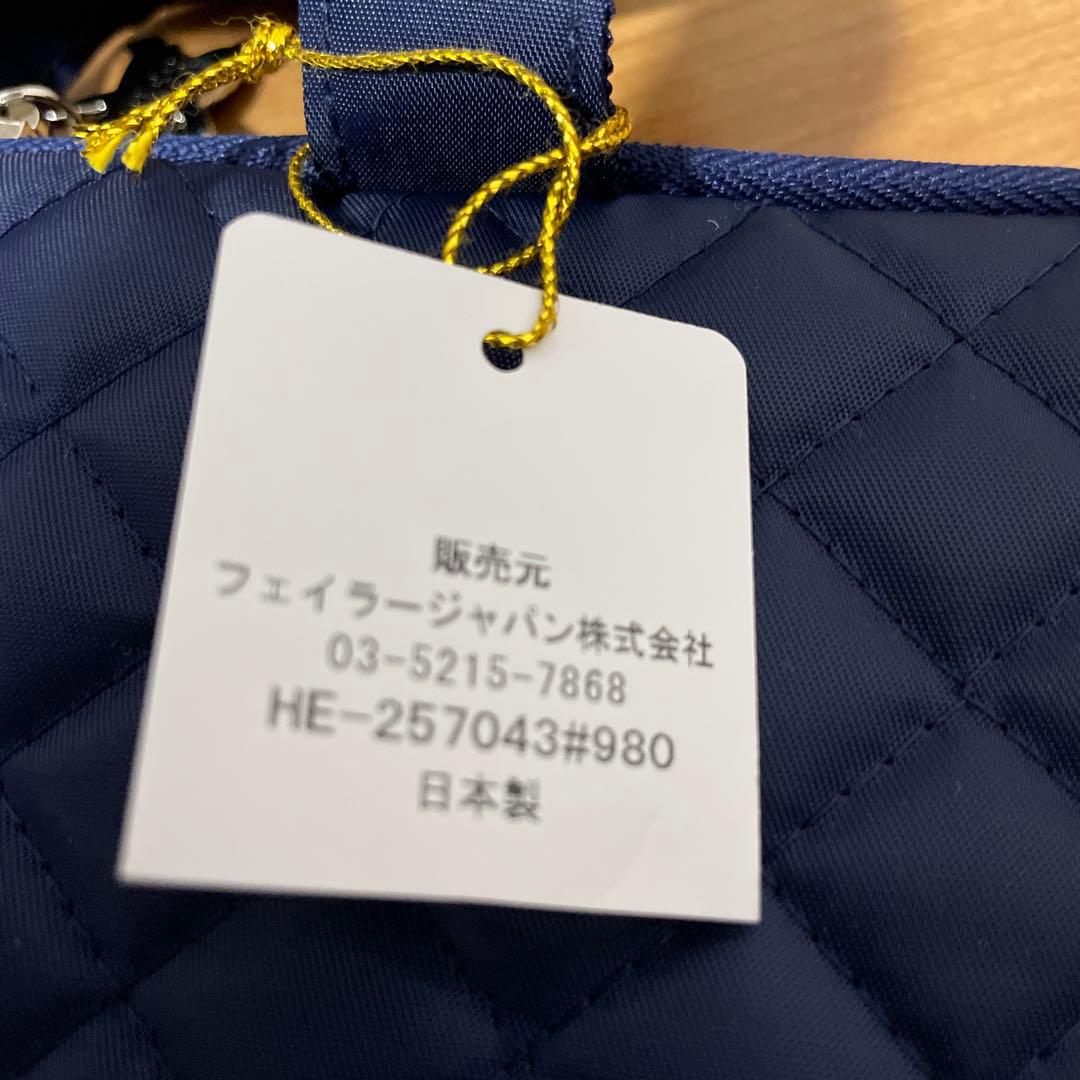 販売元
フェイラージャパン株式会社
03-5215-7868
HE-257043#980
日本製